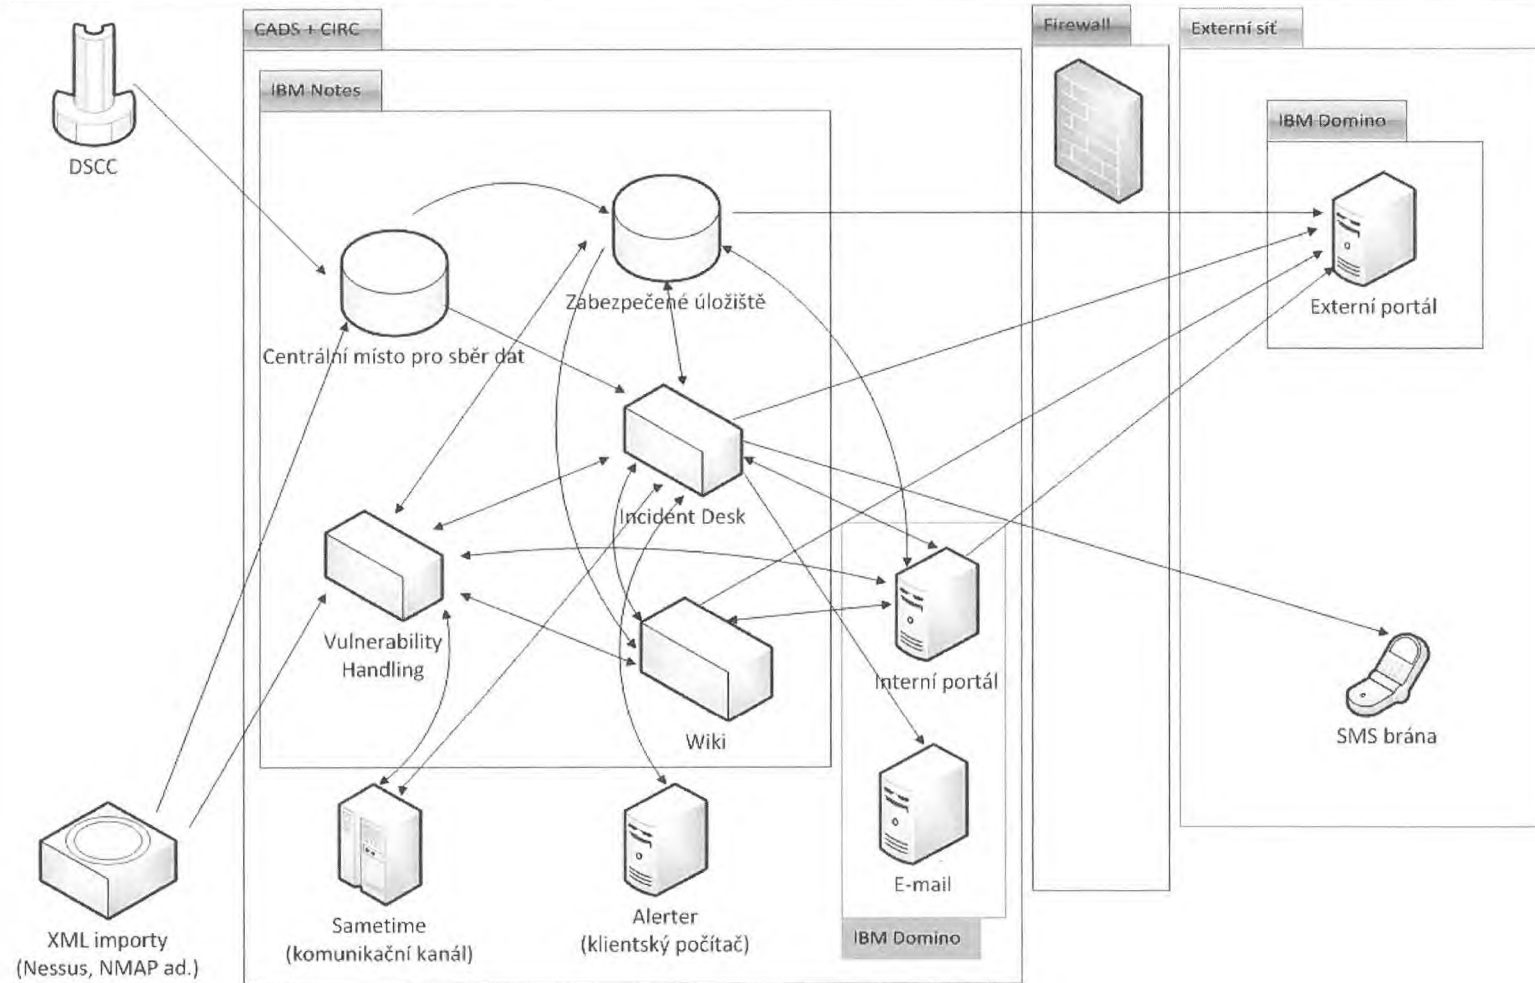 CADS + CIRC
Firewall
Externí síť
IBM Notes
IBM Domino
DSCC
Zabezpečené úložiště
Externí portál
Centrální místo pro sběr dat
Incident Desk
Vulnerability
Handling
Interní portál
Wiki
SMS brána
E-mail
Sametime
(komunikační kanál)
Alerter
(klientský počítač)
IBM Domino
XML importy
(Nessus, NMAP ad.)